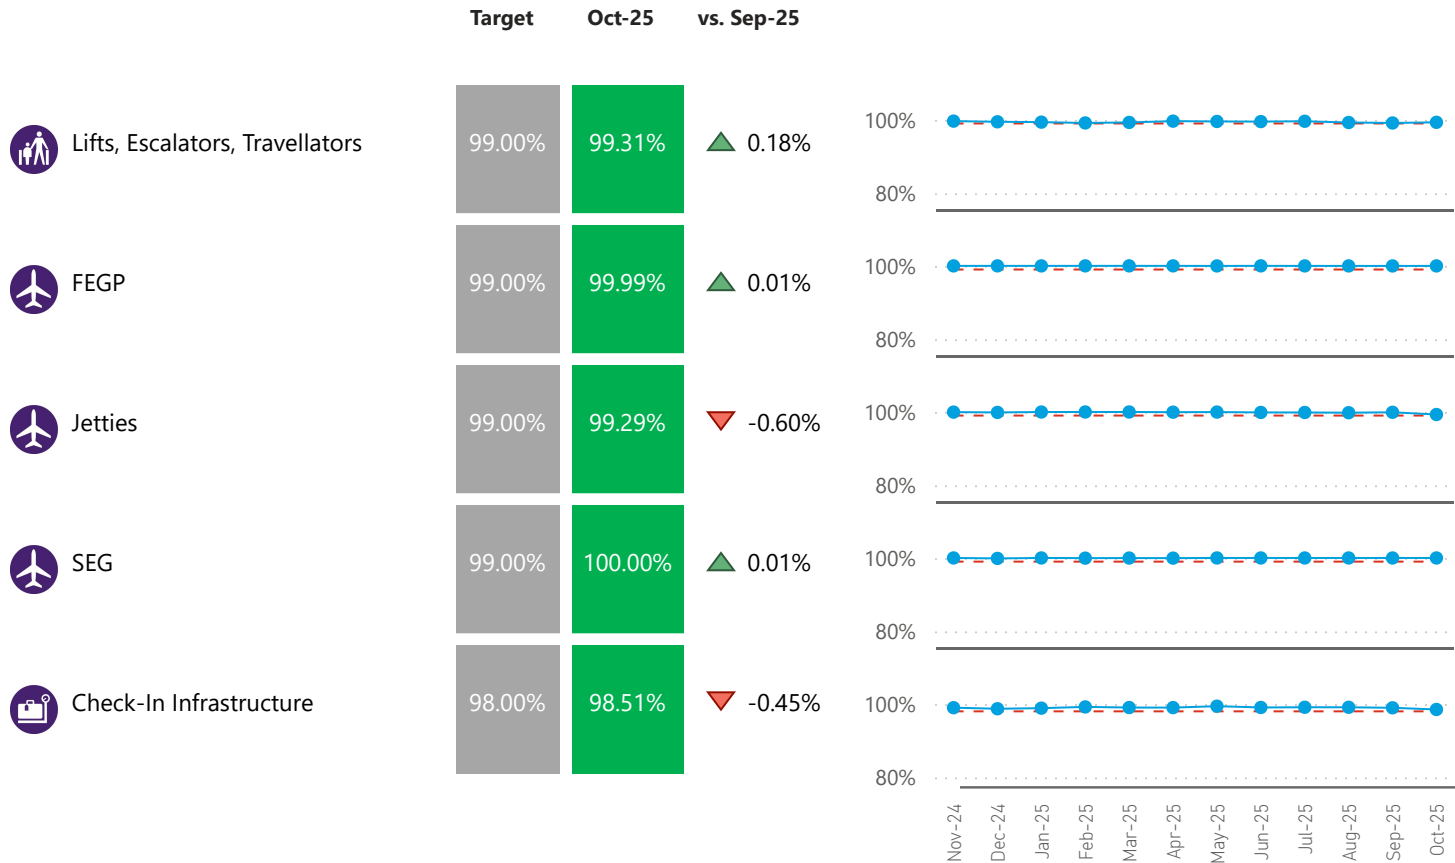 Target Oct-25 vs. Sep-25
Lifts, Escalators, Travellators 99.00% 99.31% 0.18%
100%
80%
FEGP 99.00% 99.99% 0.01%
100%
80%
Jetties 99.00% 99.29% -0.60%
100%
80%
SEG 99.00% 100.00% 0.01%
100%
80%
Check-In Infrastructure 98.00% 98.51% -0.45%
100%
80%
Nov-24 Dec-24 Jan-25 Feb-25 Mar-25 Apr-25 May-25 Jun-25 Jul-25 Aug-25 Sep-25 Oct-25